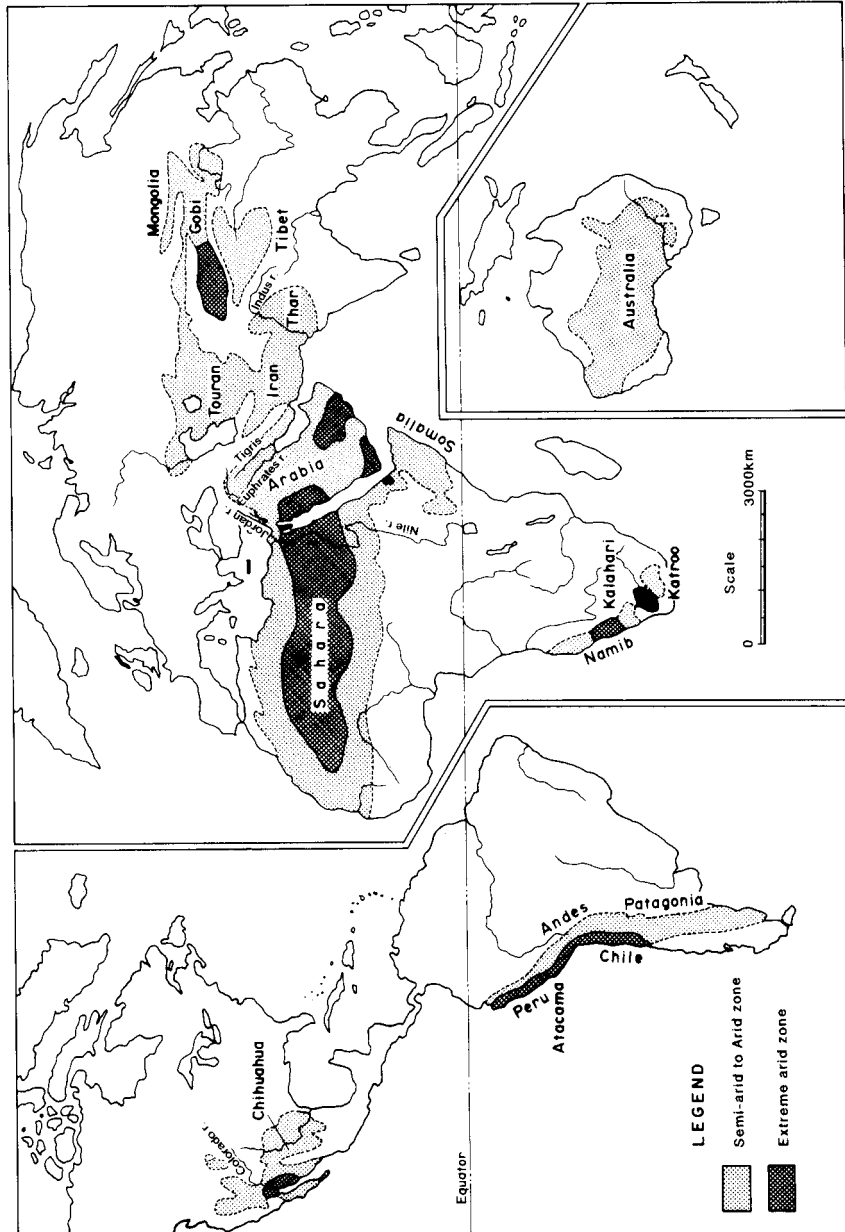 Mongolia
Gobi
Tibet
Indus r.
Thar
Touran
Iran
Tigris
Euphrates r.
Jordan r.
Arabia
Somalia
Nile r.
Sahara
Kalahari
Katroo
Namib
Australia
Scale
0 3000km
Colorado r.
Chihuahua
Equator
Andes
Patagonia
Peru
Atacama
Chile
LEGEND
Semi-arid to Arid zone
Extreme arid zone